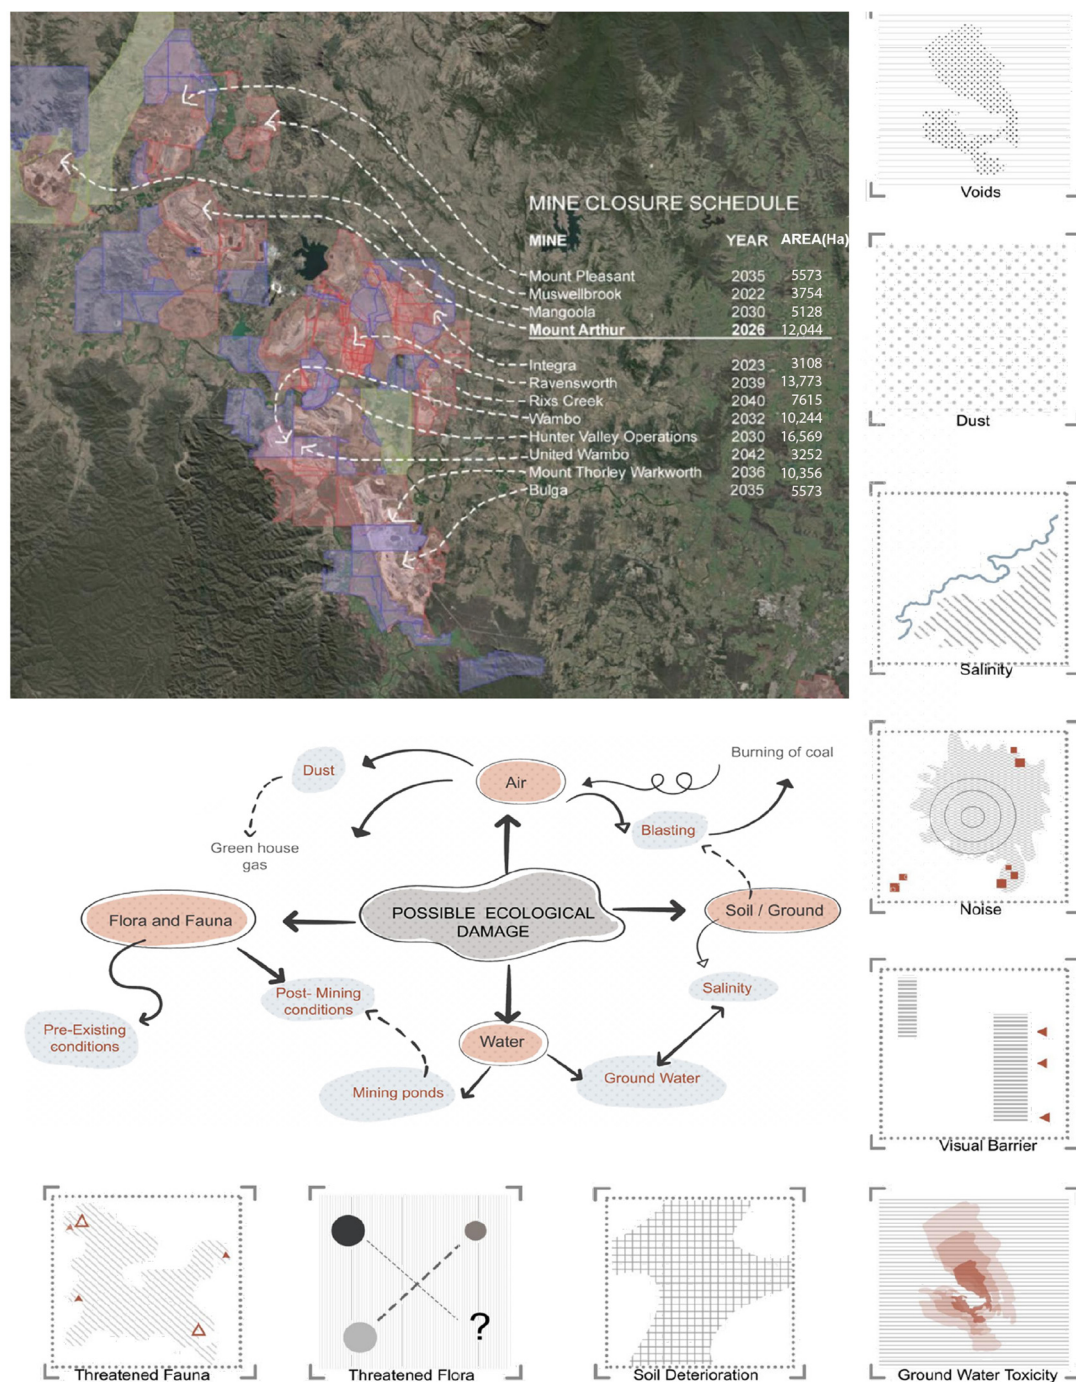 MINE CLOSURE SCHEDULE
MINE YEAR AREA(Ha)
Mount Pleasant 2035 5573
Muswellbrook 2022 3754
Mangoola 2030 5128
Mount Arthur 2026 12,044
Integra 2023 3108
Ravensworth 2039 13,773
Rixs Creek 2040 7615
Wambo 2032 10,244
Hunter Valley Operations 2030 16,569
United Wambo 2042 3252
Mount Thorley Warkworth 2036 10,356
Bulga 2035 5573
Voids
Dust
Salinity
Noise
Visual Barrier
Ground Water Toxicity
Burning of coal
Dust
Air
Blasting
Green house
gas
Flora and Fauna
POSSIBLE ECOLOGICAL
DAMAGE
Soil / Ground
Post- Mining
conditions
Salinity
Pre-Existing
conditions
Water
Mining ponds
Ground Water
?
Threatened Fauna
Threatened Flora
Soil Deterioration